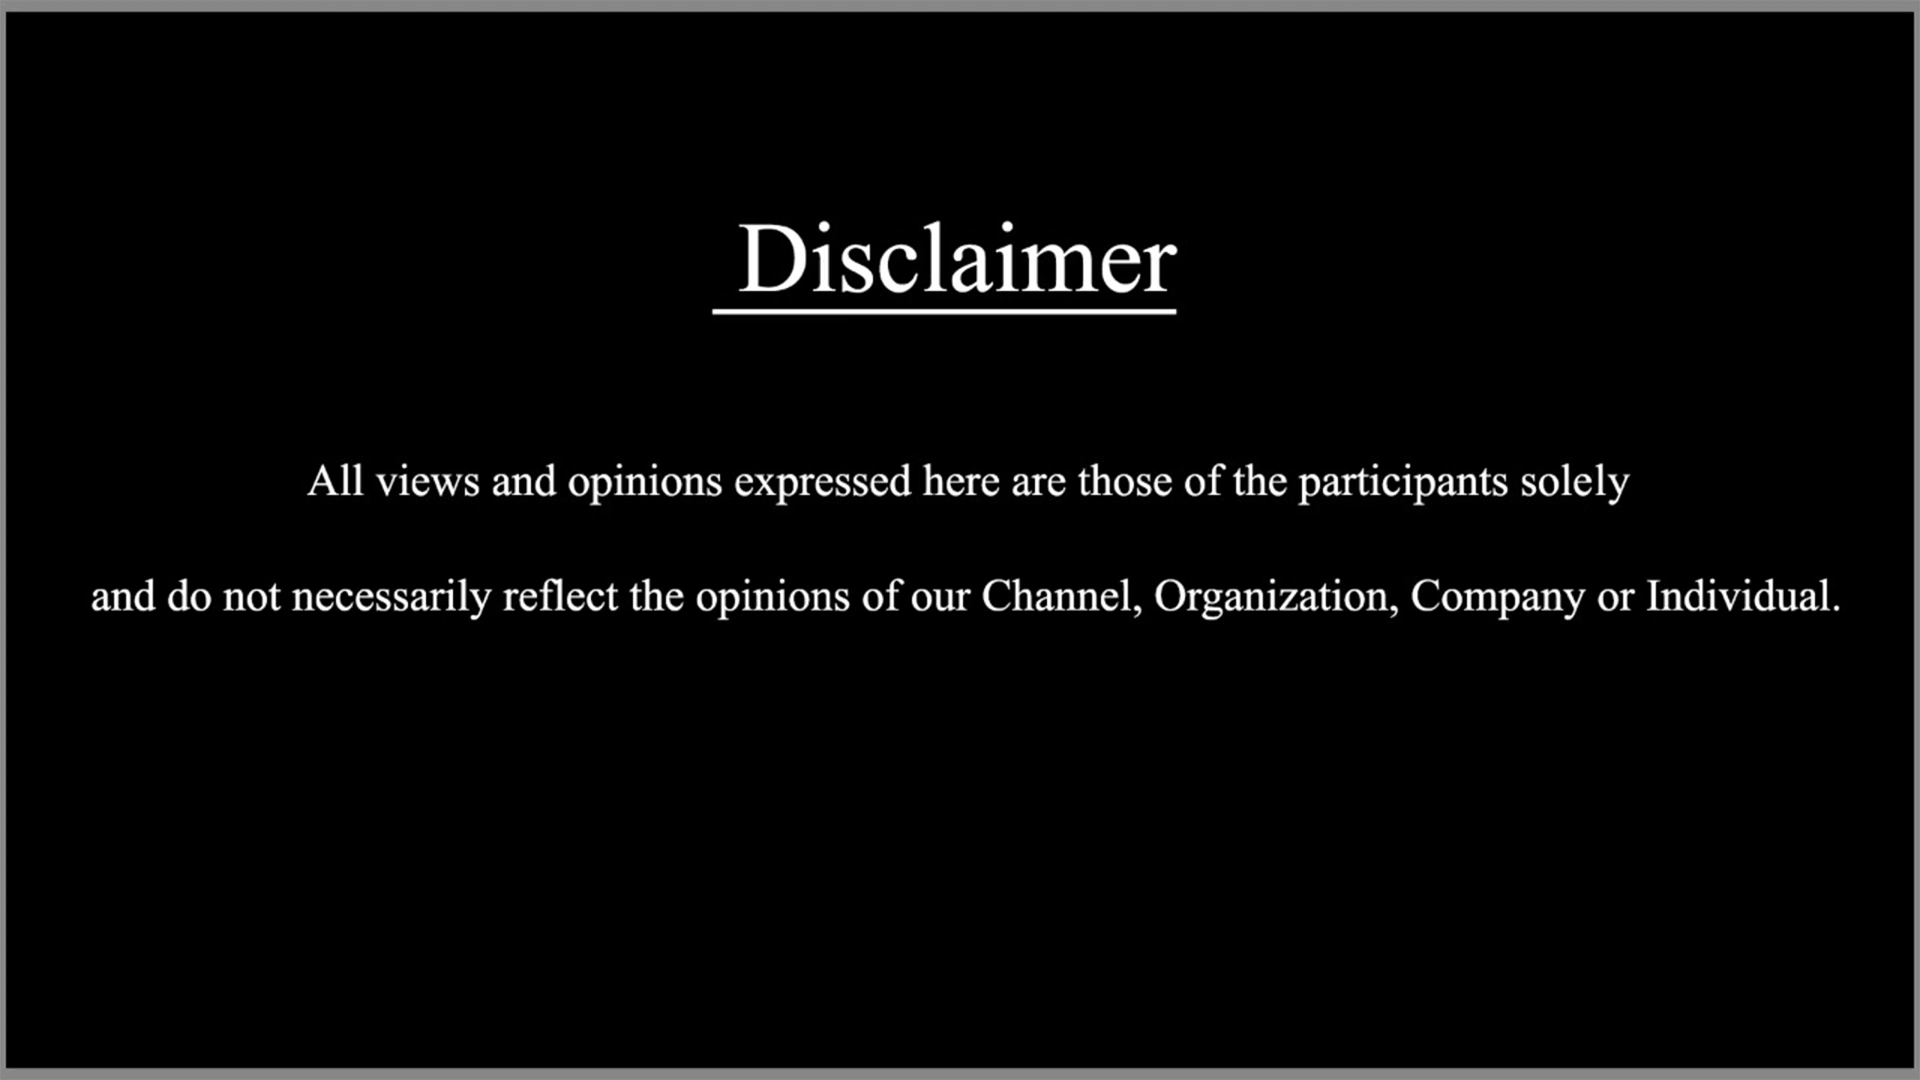 Disclaimer
All views and opinions expressed here are those of the participants solely
and do not necessarily reflect the opinions of our Channel, Organization, Company or Individual.